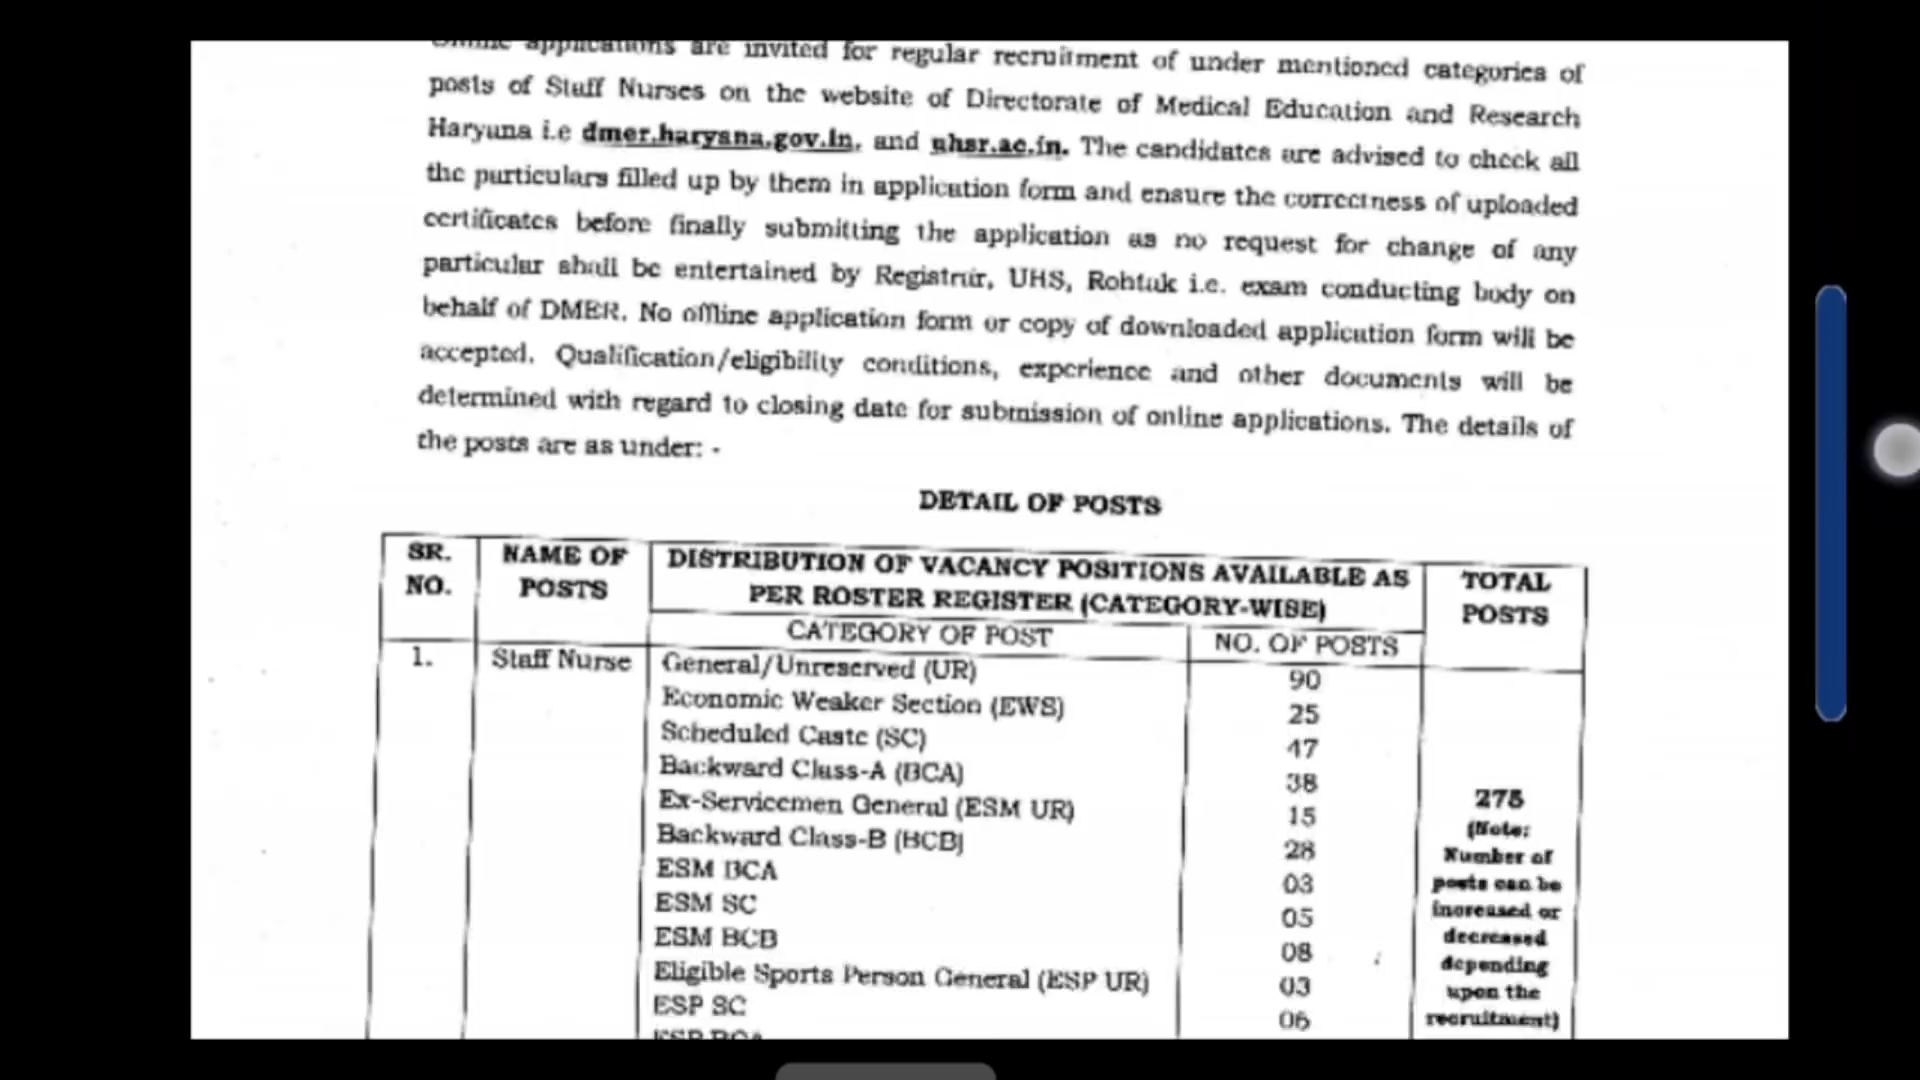 Online applications are invited for regular recruitment of under mentioned categories of
posts of Staff Nurses on the website of Directorate of Medical Education and Research
Haryana i.e dmer.haryana.gov.in, and uhsr.ac.in. The candidates are advised to check all
the particulars filled up by them in application form and ensure the correctness of uploaded
certificates before finally submitting the application as no request for change of any
particular shall be entertained by Registrar, UHS, Rohtak i.e. exam conducting body on
behalf of DMER. No offline application form or copy of downloaded application form will be
accepted. Qualification/eligibility conditions, experience and other documents will be
determined with regard to closing date for submission of online applications. The details of
the posts are as under: -
DETAIL OF POSTS
SR. NO. NAME OF POSTS DISTRIBUTION OF VACANCY POSITIONS AVAILABLE AS PER ROSTER REGISTER (CATEGORY-WISE) TOTAL POSTS
CATEGORY OF POST NO. OF POSTS
1. Staff Nurse General/Unreserved (UR) 90
Economic Weaker Section (EWS) 25
Scheduled Caste (SC) 47
Backward Class-A (BCA) 38
Ex-Servicemen General (ESM UR) 15
Backward Class-B (BCB) 28
ESM BCA 03
ESM SC 05
ESM BCB 08
Eligible Sports Person General (ESP UR) 03
ESP SC 06
ESP BCA
275
(Note:
Number of
posts can be
increased or
decreased
depending
upon the
recruitment)